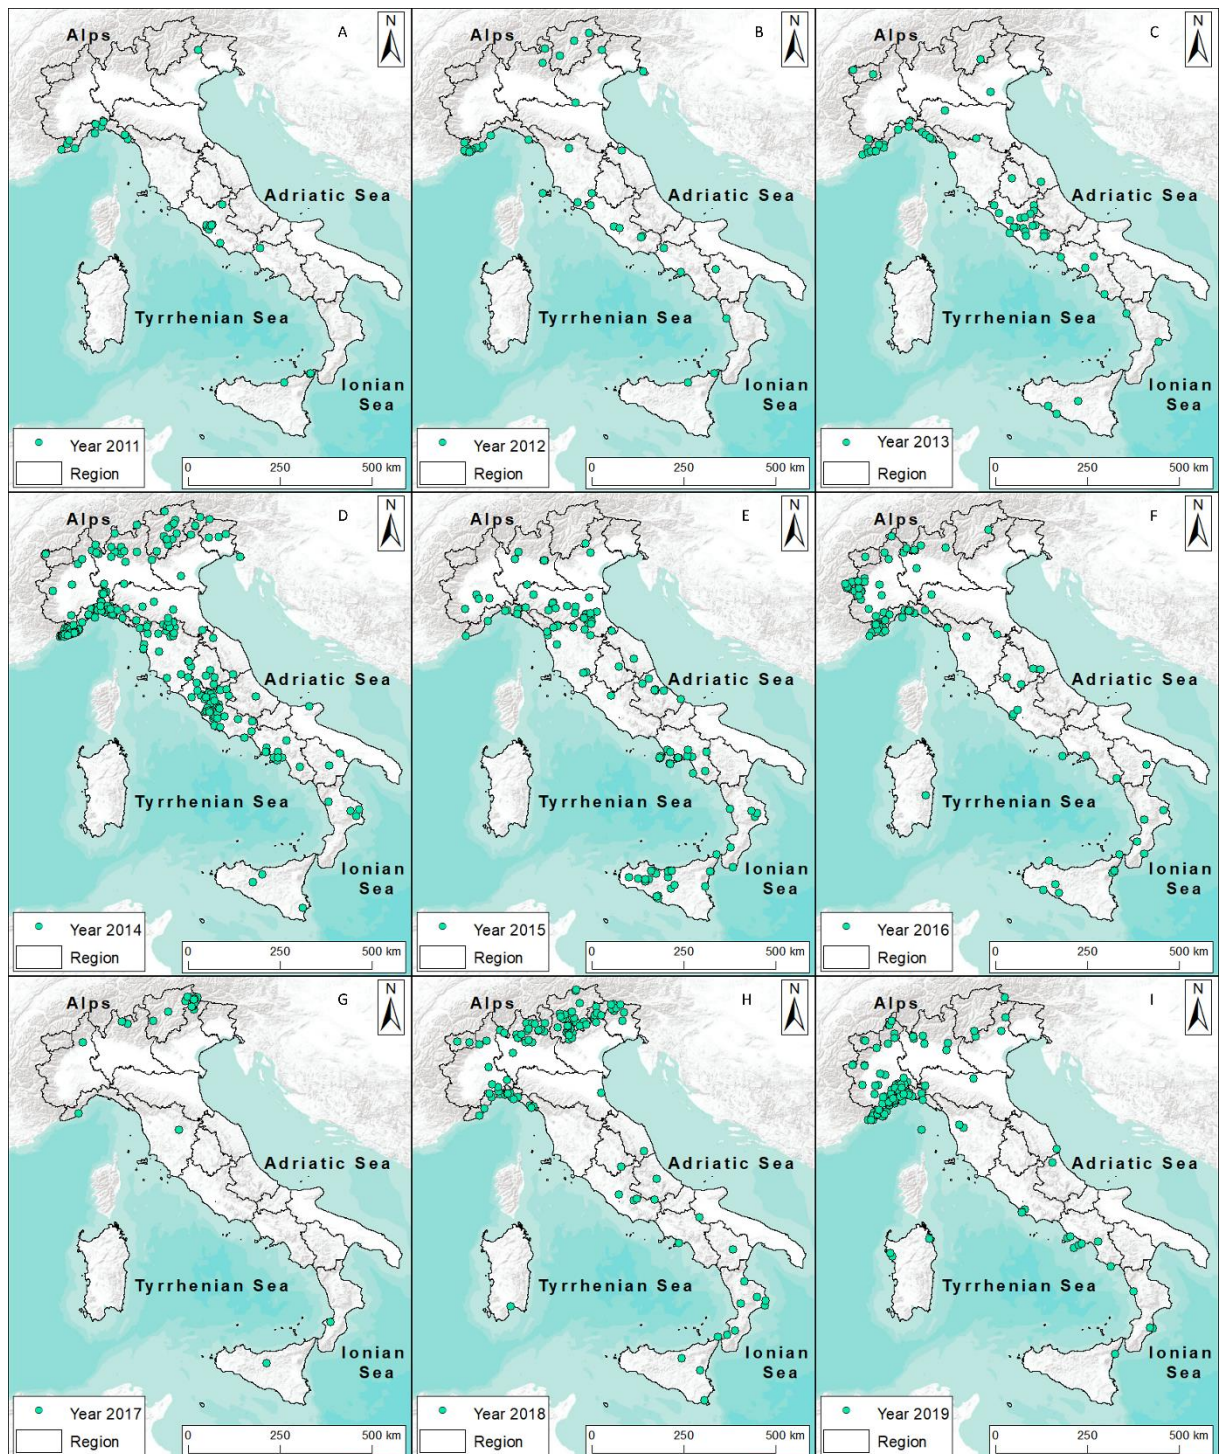 Alps
A
N
Adriatic Sea
Tyrrhenian Sea
Ionian
Sea
Year 2011
Region
0 250 500 km
Alps
B
N
Adriatic Sea
Tyrrhenian Sea
Ionian
Sea
Year 2012
Region
0 250 500 km
Alps
C
N
Adriatic Sea
Tyrrhenian Sea
Ionian
Sea
Year 2013
Region
0 250 500 km
Alps
D
N
Adriatic Sea
Tyrrhenian Sea
Ionian
Sea
Year 2014
Region
0 250 500 km
Alps
E
N
Adriatic Sea
Tyrrhenian Sea
Ionian
Sea
Year 2015
Region
0 250 500 km
Alps
F
N
Adriatic Sea
Tyrrhenian Sea
Ionian
Sea
Year 2016
Region
0 250 500 km
Alps
G
N
Adriatic Sea
Tyrrhenian Sea
Ionian
Sea
Year 2017
Region
0 250 500 km
Alps
H
N
Adriatic Sea
Tyrrhenian Sea
Ionian
Sea
Year 2018
Region
0 250 500 km
Alps
I
N
Adriatic Sea
Tyrrhenian Sea
Ionian
Sea
Year 2019
Region
0 250 500 km